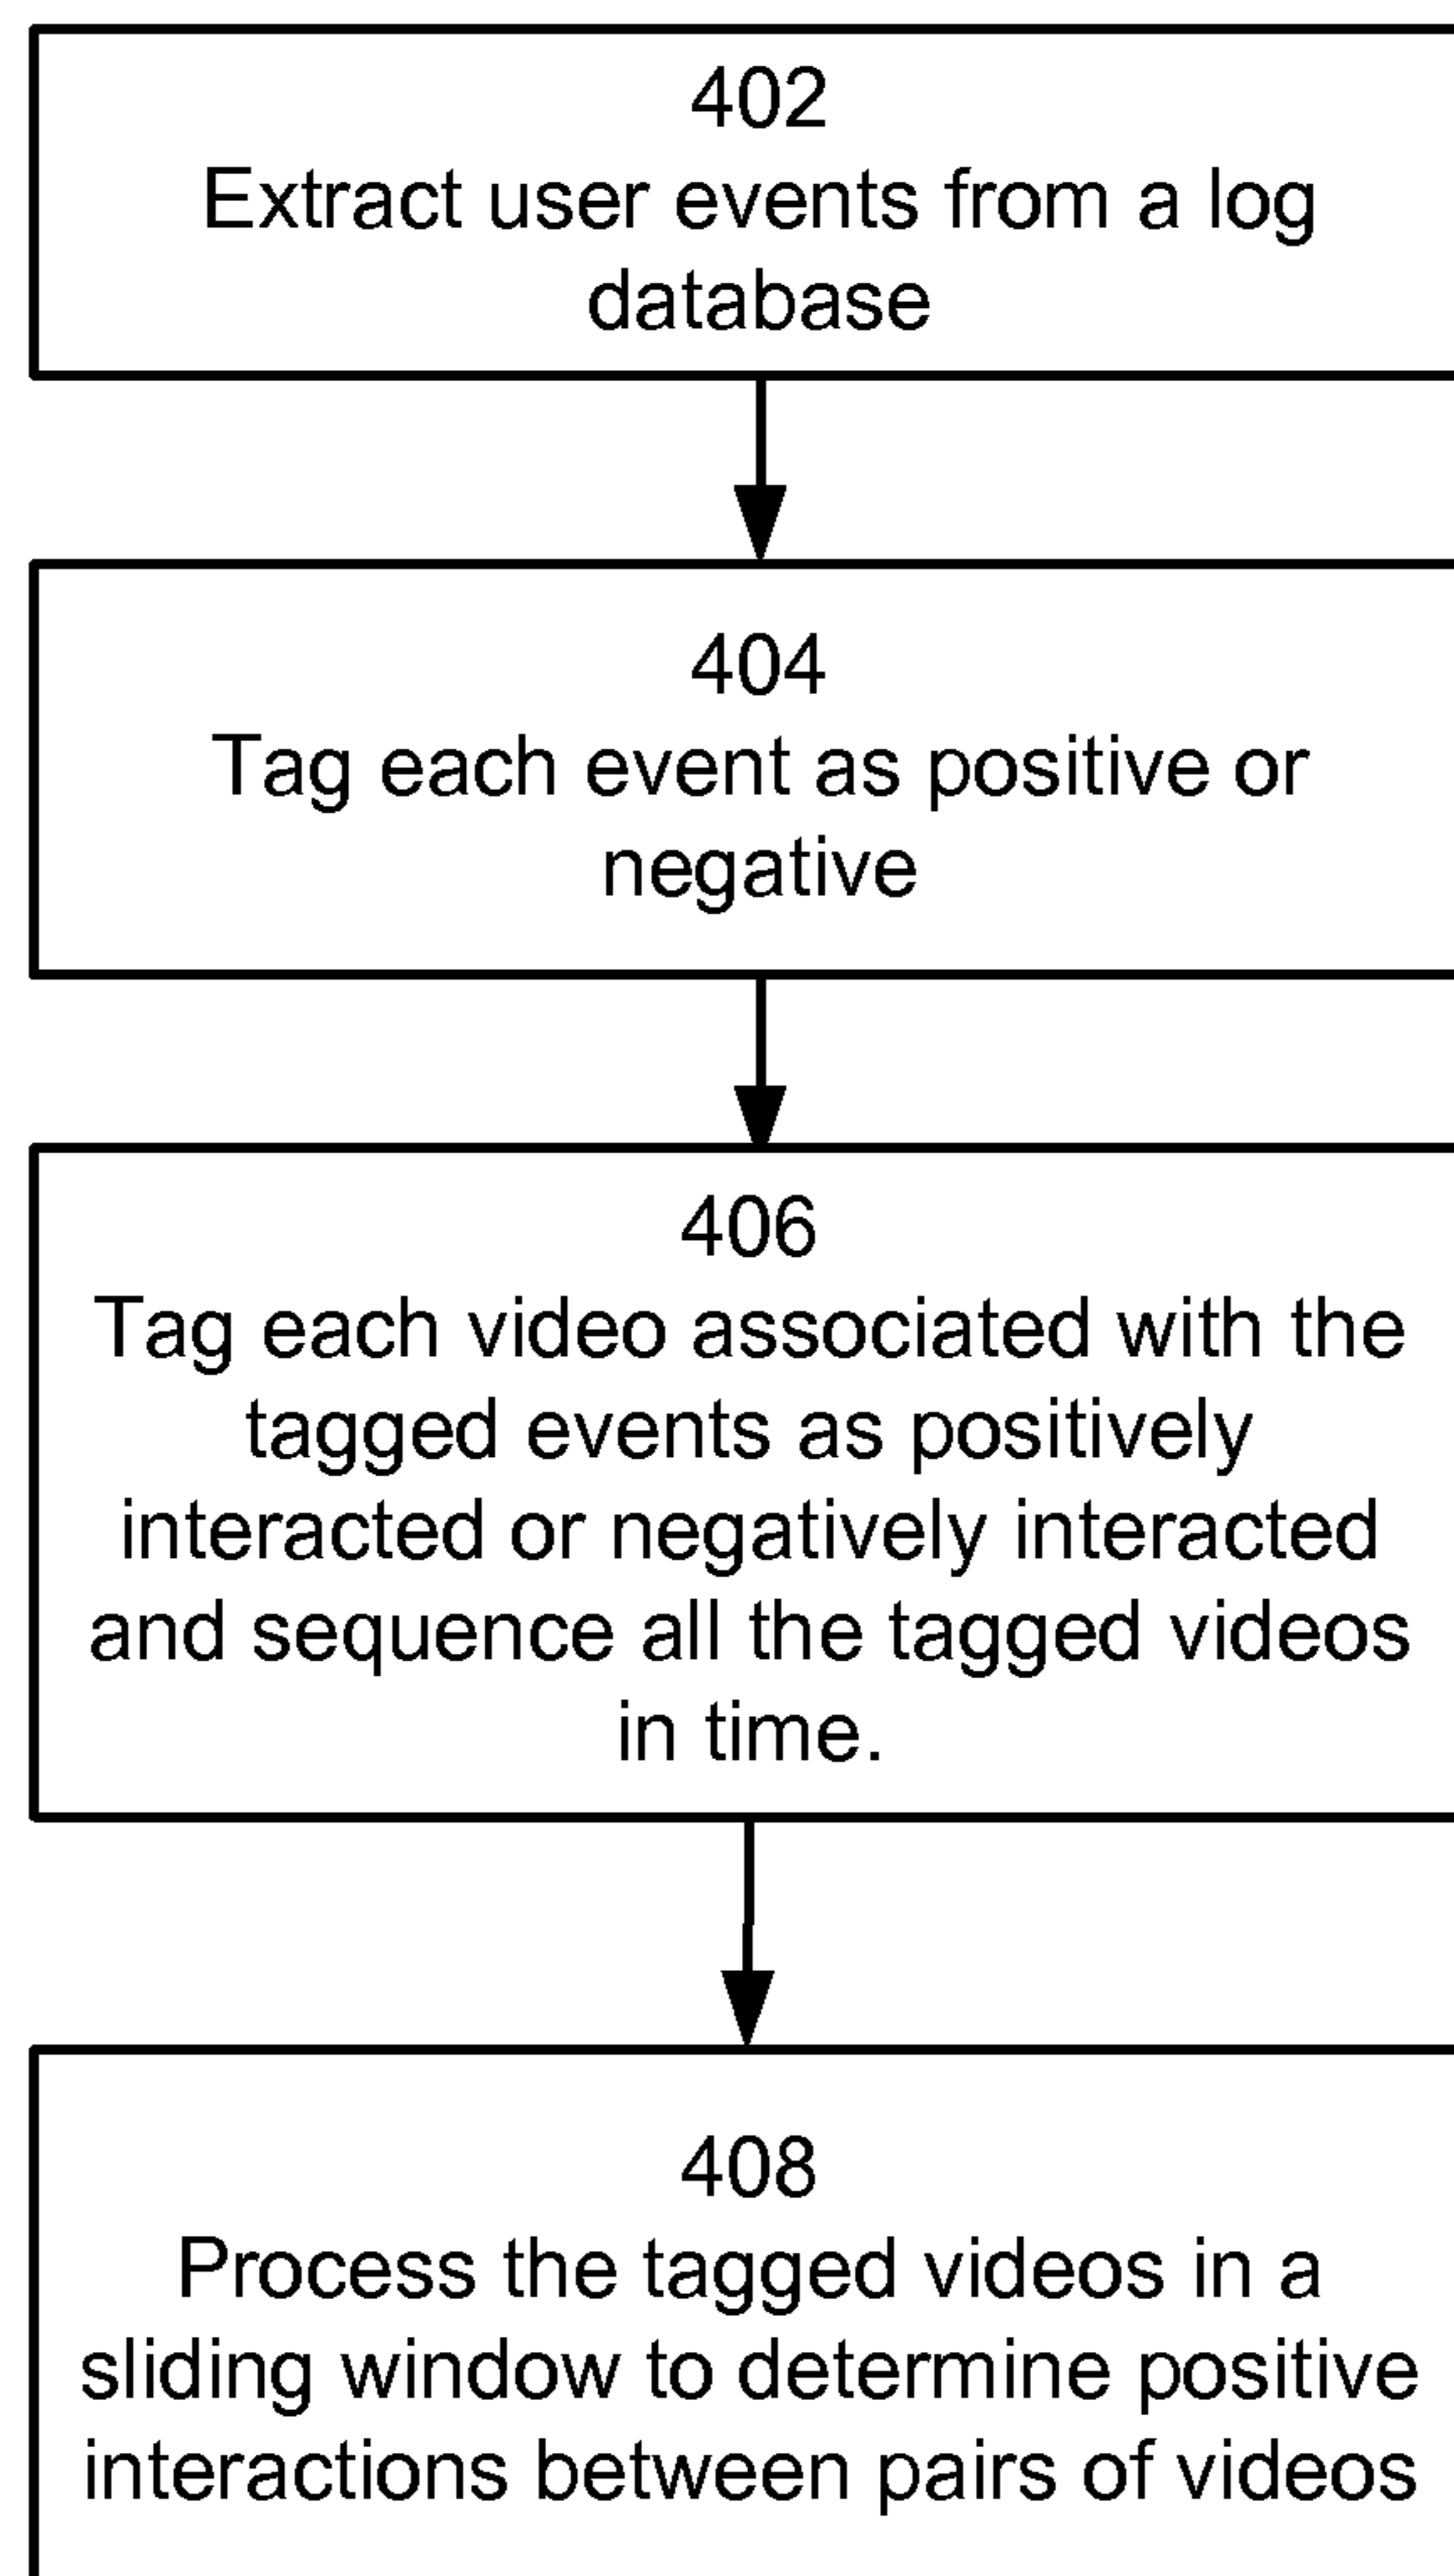 402
Extract user events from a log
database
404
Tag each event as positive or
negative
406
Tag each video associated with the
tagged events as positively
interacted or negatively interacted
and sequence all the tagged videos
in time.
408
Process the tagged videos in a
sliding window to determine positive
interactions between pairs of videos